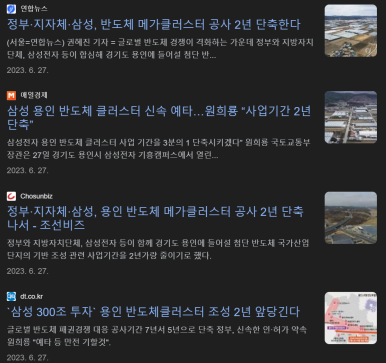 연합뉴스
정부·지자체·삼성, 반도체 메가클러스터 공사 2년 단축한다
(서울=연합뉴스) 권혜진 기자 = 글로벌 반도체 경쟁이 격화하는 가운데 정부와 지방자치
단체, 삼성전자 등이 합심해 경기도 용인에 들어설 첨단 반...
2023. 6. 27.
매일경제
삼성 용인 반도체 클러스터 신속 예타…원희룡 “사업기간 2년
단축”
삼성전자 용인 반도체 클러스터 사업 기간을 3분의 1 단축시키겠다” 원희룡 국토교통부
장관은 27일 경기도 용인시 삼성전자 기흥캠퍼스에서 열린...
2023. 6. 27.
Chosunbiz
정부·지자체·삼성, 용인 반도체 메가클러스터 공사 2년 단축
나서 - 조선비즈
정부와 지방자치단체, 삼성전자 등이 함께 경기도 용인에 들어설 첨단 반도체 국가산업
단지의 기반 조성 관련 사업기간을 2년가량 줄이기로 했다.
2023. 6. 27.
dt.co.kr
`삼성 300조 투자` 용인 반도체클러스터 조성 2년 앞당긴다
글로벌 반도체 패권경쟁 대응 공사기간 7년서 5년으로 단축 정부, 신속한 인·허가 약속
원희룡 "예타 등 만전 기할것".
2023. 6. 27.